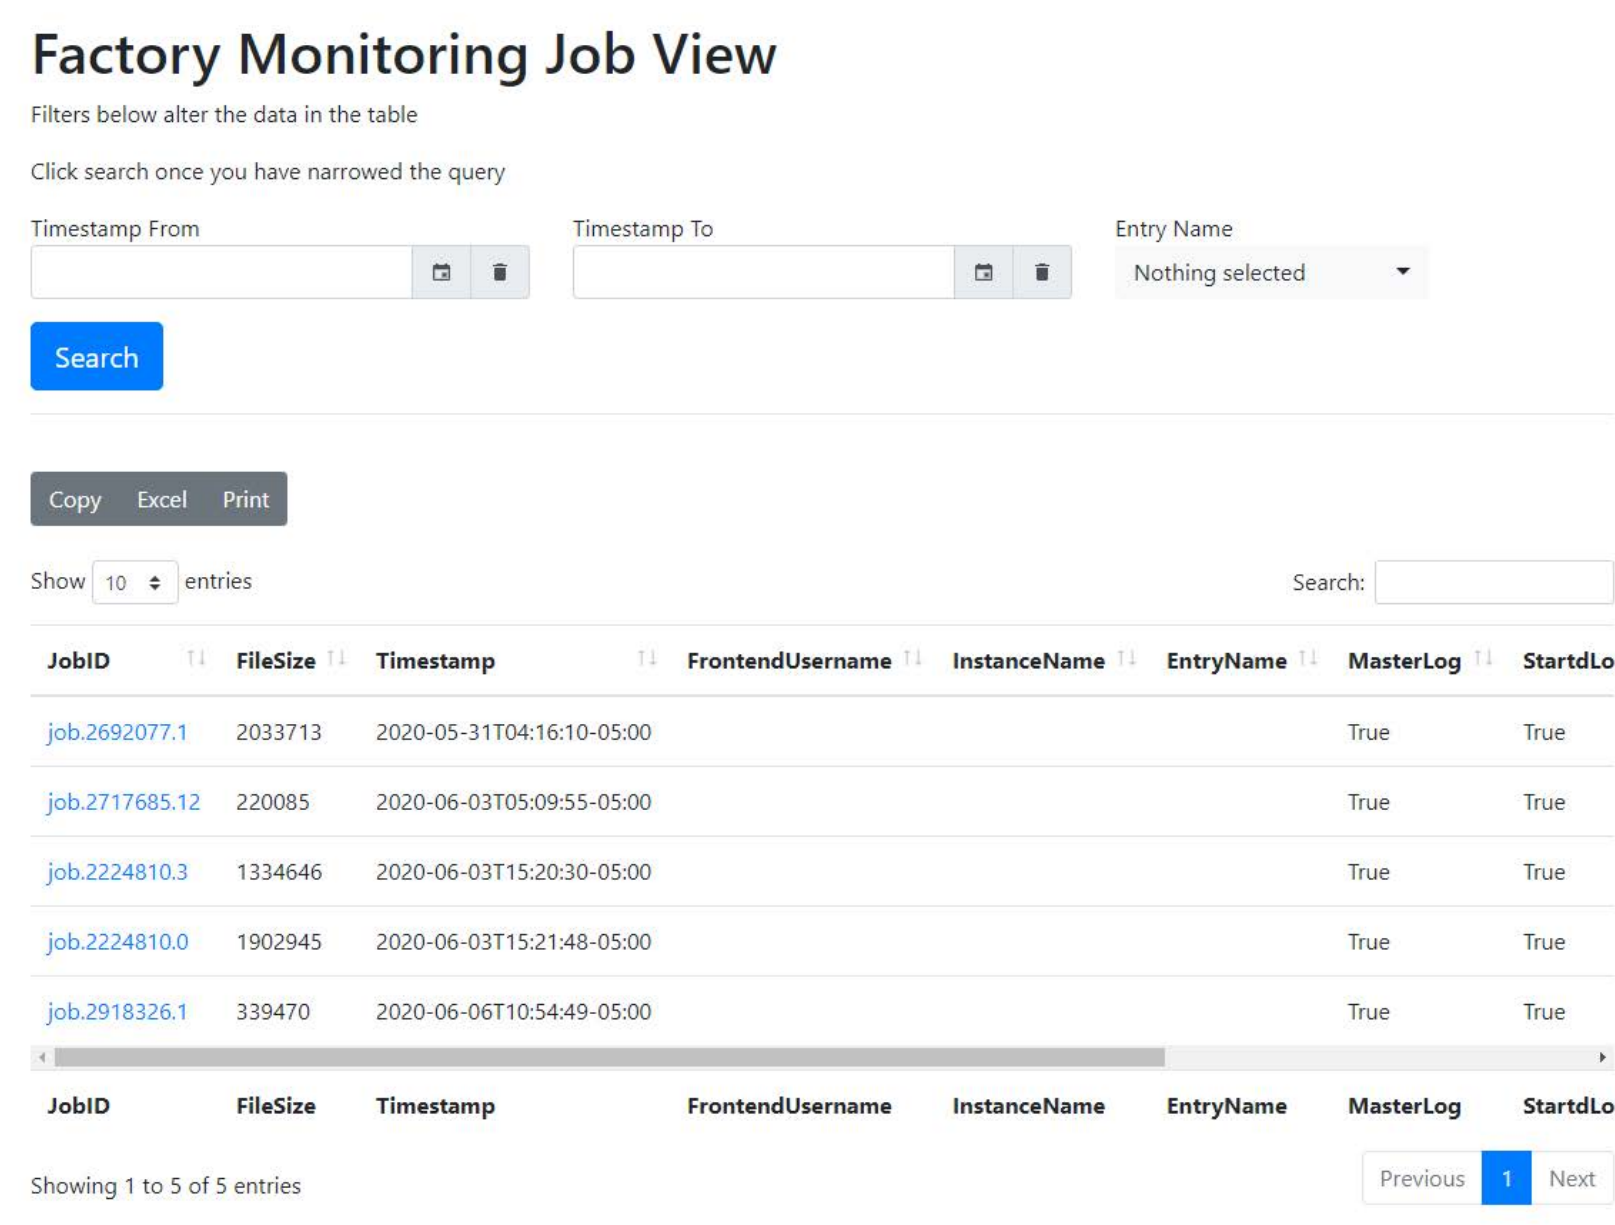 Factory Monitoring Job View
Filters below alter the data in the table
Click search once you have narrowed the query
Timestamp From Timestamp To Entry Name
Nothing selected
Search
Copy Excel Print
Show 10 entries Search:
JobID FileSize Timestamp FrontendUsername InstanceName EntryName MasterLog StartdLo
job.2692077.1 2033713 2020-05-31T04:16:10-05:00 True True
job.2717685.12 220085 2020-06-03T05:09:55-05:00 True True
job.2224810.3 1334646 2020-06-03T15:20:30-05:00 True True
job.2224810.0 1902945 2020-06-03T15:21:48-05:00 True True
job.2918326.1 339470 2020-06-06T10:54:49-05:00 True True
JobID FileSize Timestamp FrontendUsername InstanceName EntryName MasterLog StartdLo
Showing 1 to 5 of 5 entries Previous 1 Next